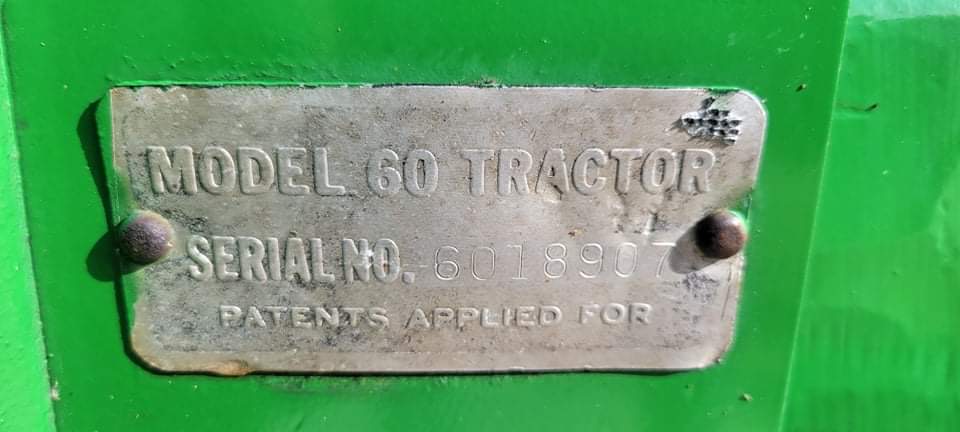 MODEL 60 TRACTOR
SERIAL NO. 6018907
PATENTS APPLIED FOR